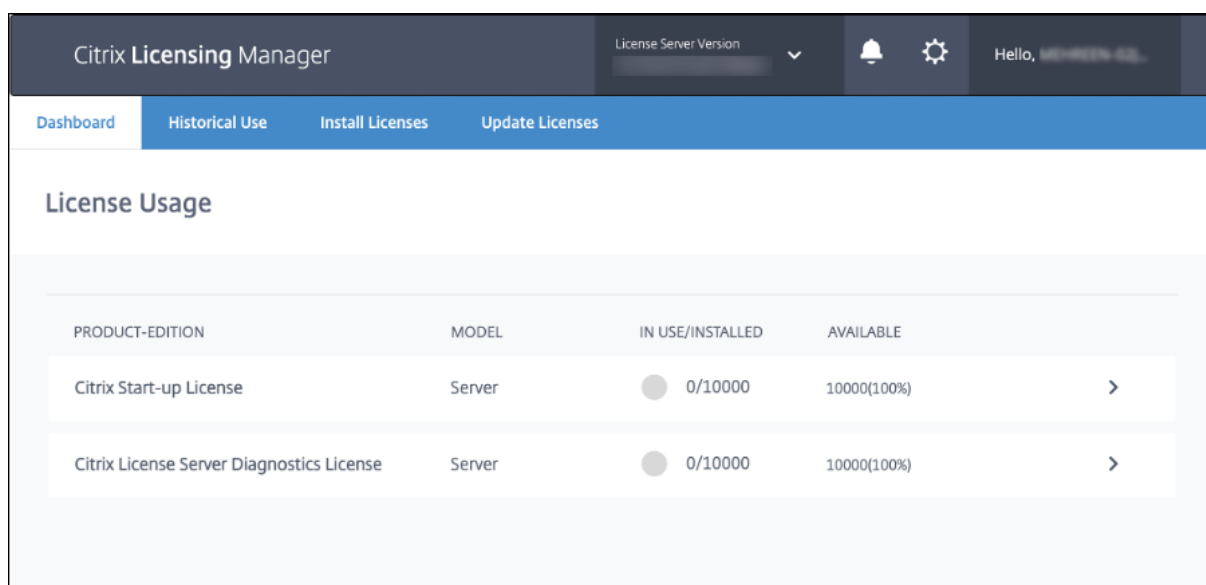 Citrix Licensing Manager
License Server Version
Hello,
Dashboard Historical Use Install Licenses Update Licenses
License Usage
PRODUCT-EDITION MODEL IN USE/INSTALLED AVAILABLE
Citrix Start-up License Server 0/10000 10000(100%)
Citrix License Server Diagnostics License Server 0/10000 10000(100%)